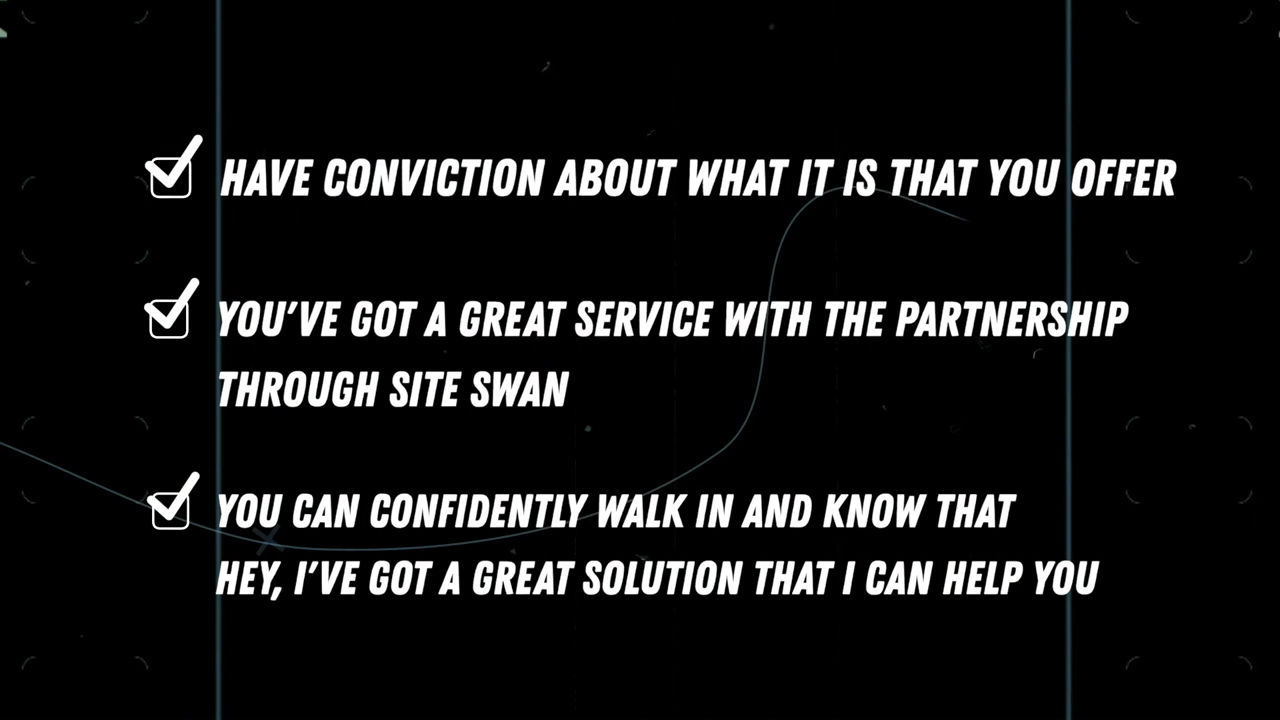 HAVE CONVICTION ABOUT WHAT IT IS THAT YOU OFFER
YOU'VE GOT A GREAT SERVICE WITH THE PARTNERSHIP
THROUGH SITE SWAN
YOU CAN CONFIDENTLY WALK IN AND KNOW THAT
HEY, I'VE GOT A GREAT SOLUTION THAT I CAN HELP YOU